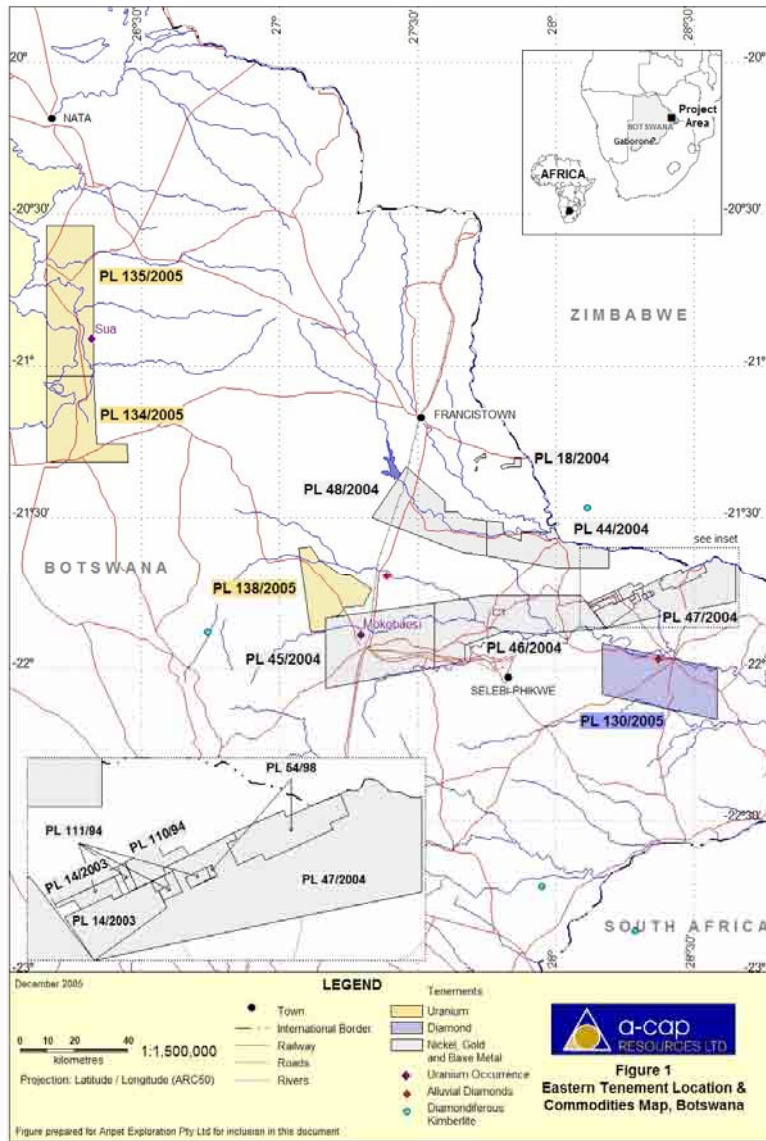 26°30'
27°
27°30'
28°
28°30'
20°
20°
NATA
AFRICA
BOTSWANA
Gaborone
Project
Area
-20°30'
-20°30'
PL 135/2005
Sua
ZIMBABWE
-21°
-21°
PL 134/2005
FRANCISTOWN
PL 18/2004
PL 48/2004
-21°30'
-21°30'
PL 44/2004
see inset
BOTSWANA
PL 138/2005
Mokobaesi
PL 47/2004
PL 45/2004
PL 46/2004
-22°
-22°
SELEBI-PHIKWE
PL 130/2005
PL 54/98
PL 111/94
PL 110/94
PL 14/2003
PL 14/2003
PL 47/2004
-22°30'
SOUTH AFRICA
28°
28°30'
-23°
-23°
December 2005
LEGEND
0 10 20 40
kilometres
1:1,500,000
Projection: Latitude / Longitude (ARC50)
Town
International Border
Railway
Roads
Rivers
Tenements
Uranium
Diamond
Nickel, Gold
and Base Metal
Uranium Occurrence
Alluvial Diamonds
Diamondiferous
Kimberlite
a-cap
RESOURCES LTD
Figure 1
Eastern Tenement Location &
Commodities Map, Botswana
Figure prepared for Anpet Exploration Pty Ltd for inclusion in this document